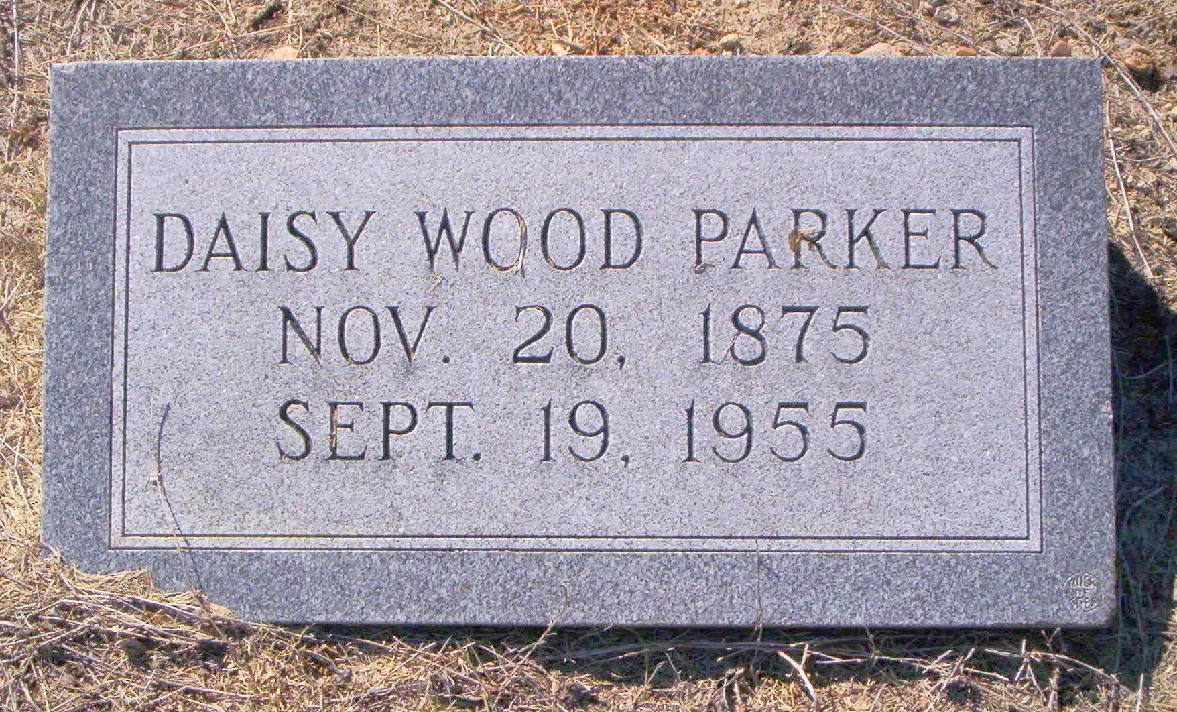 DAISY WOOD PARKER
NOV. 20, 1875
SEPT. 19, 1955